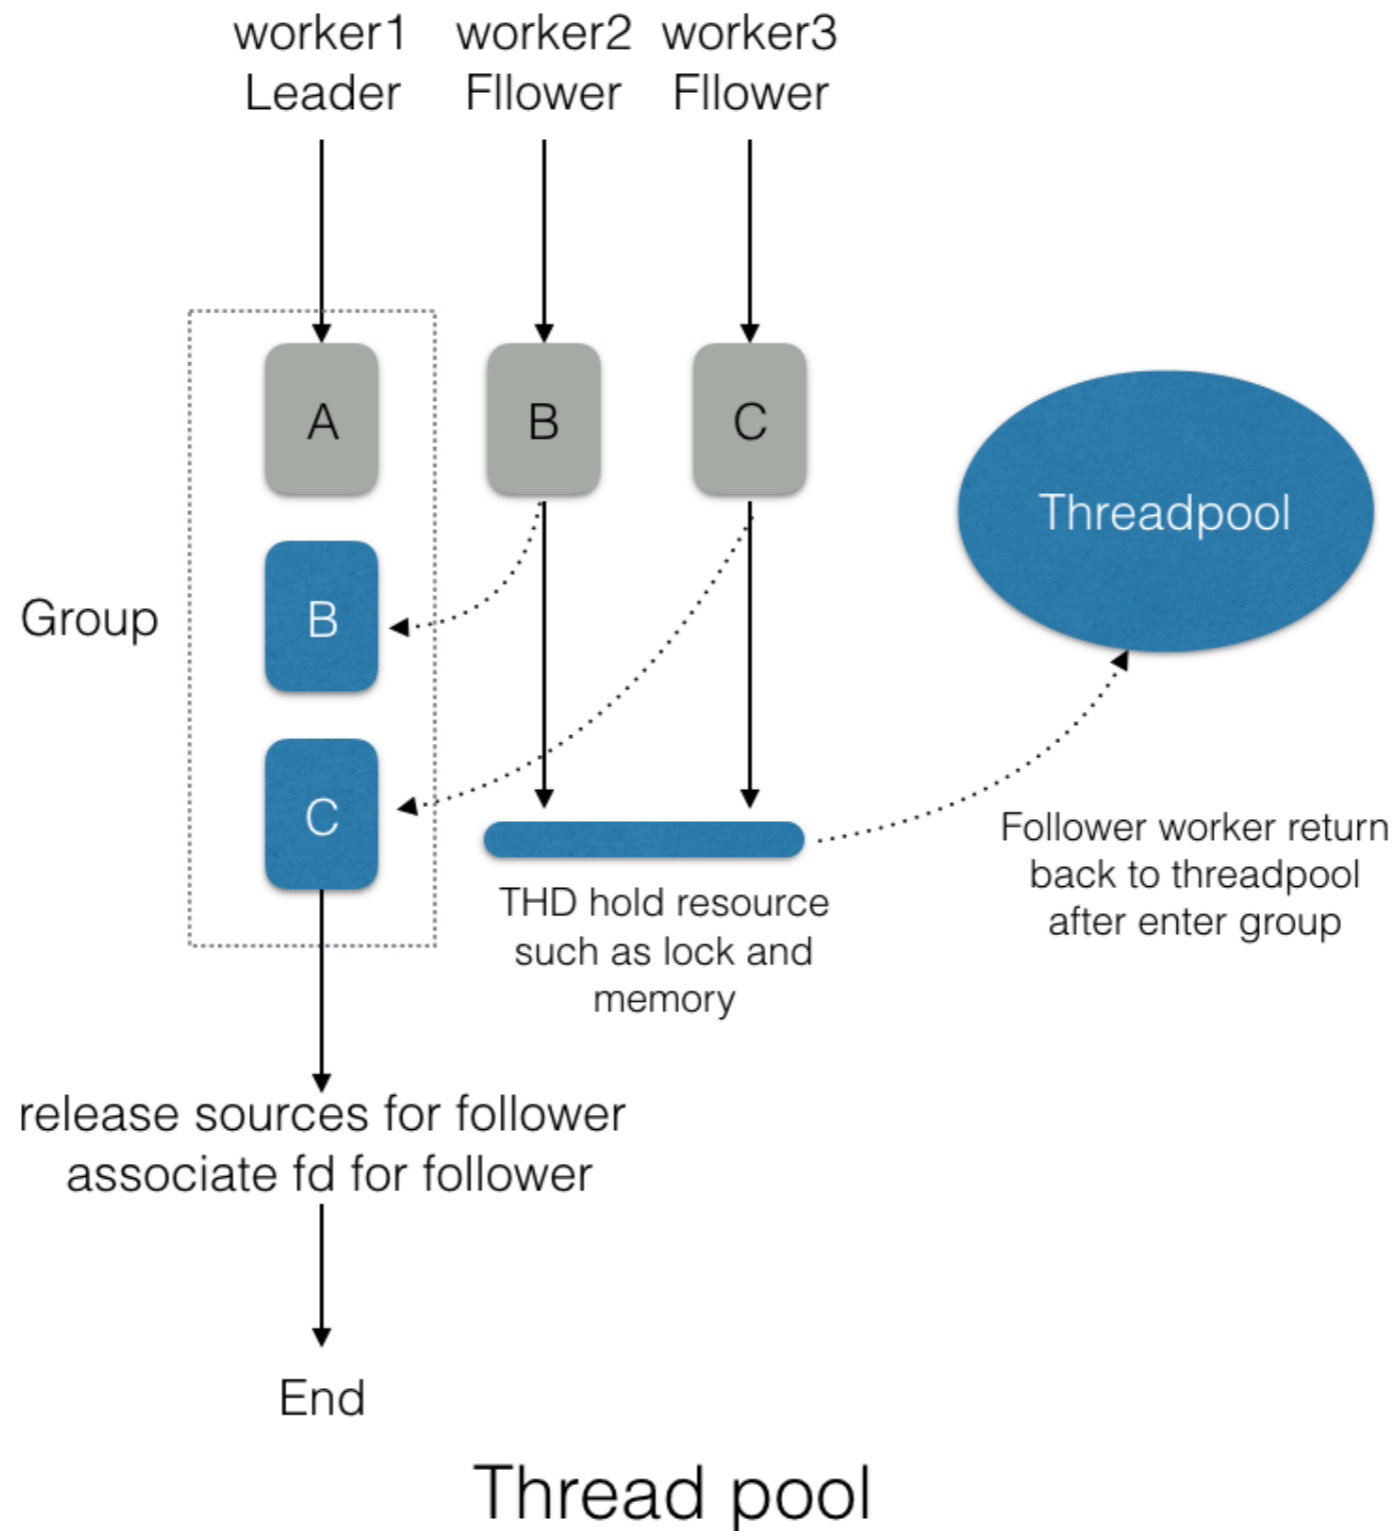 worker1 worker2 worker3
Leader Fllower Fllower
A B C
Threadpool
Group
B
C
Follower worker return
back to threadpool
after enter group
THD hold resource
such as lock and
memory
release sources for follower
associate fd for follower
End
Thread pool